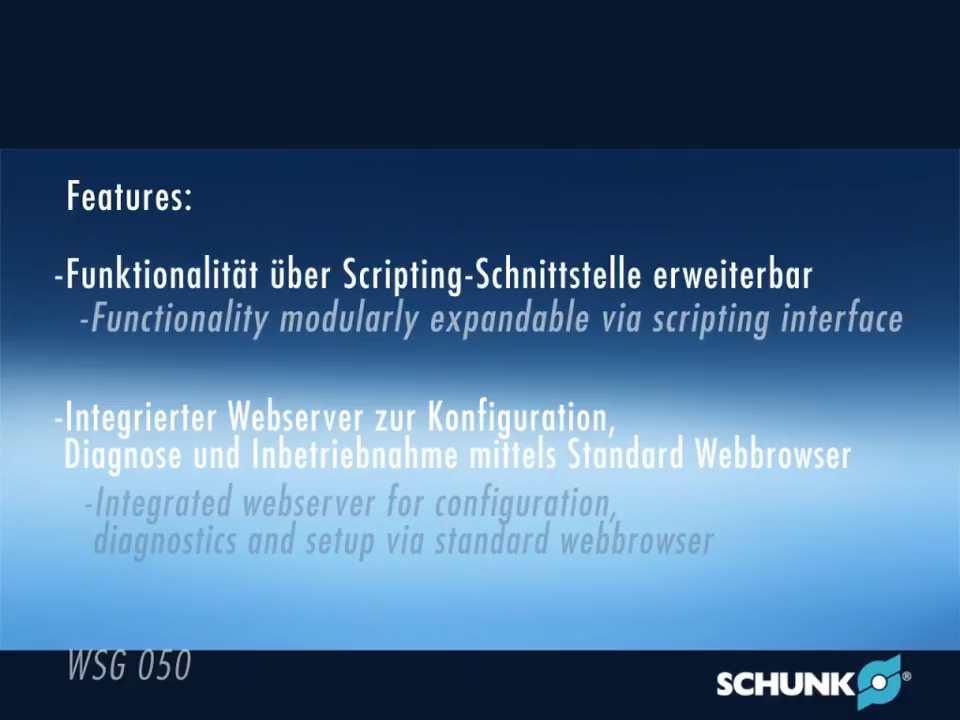 Features:
-Funktionalität über Scripting-Schnittstelle erweiterbar
-Functionality modularly expandable via scripting interface
-Integrierter Webserver zur Konfiguration,
Diagnose und Inbetriebnahme mittels Standard Webbrowser
-Integrated webserver for configuration,
diagnostics and setup via standard webbrowser
WSG 050
SCHUNK®